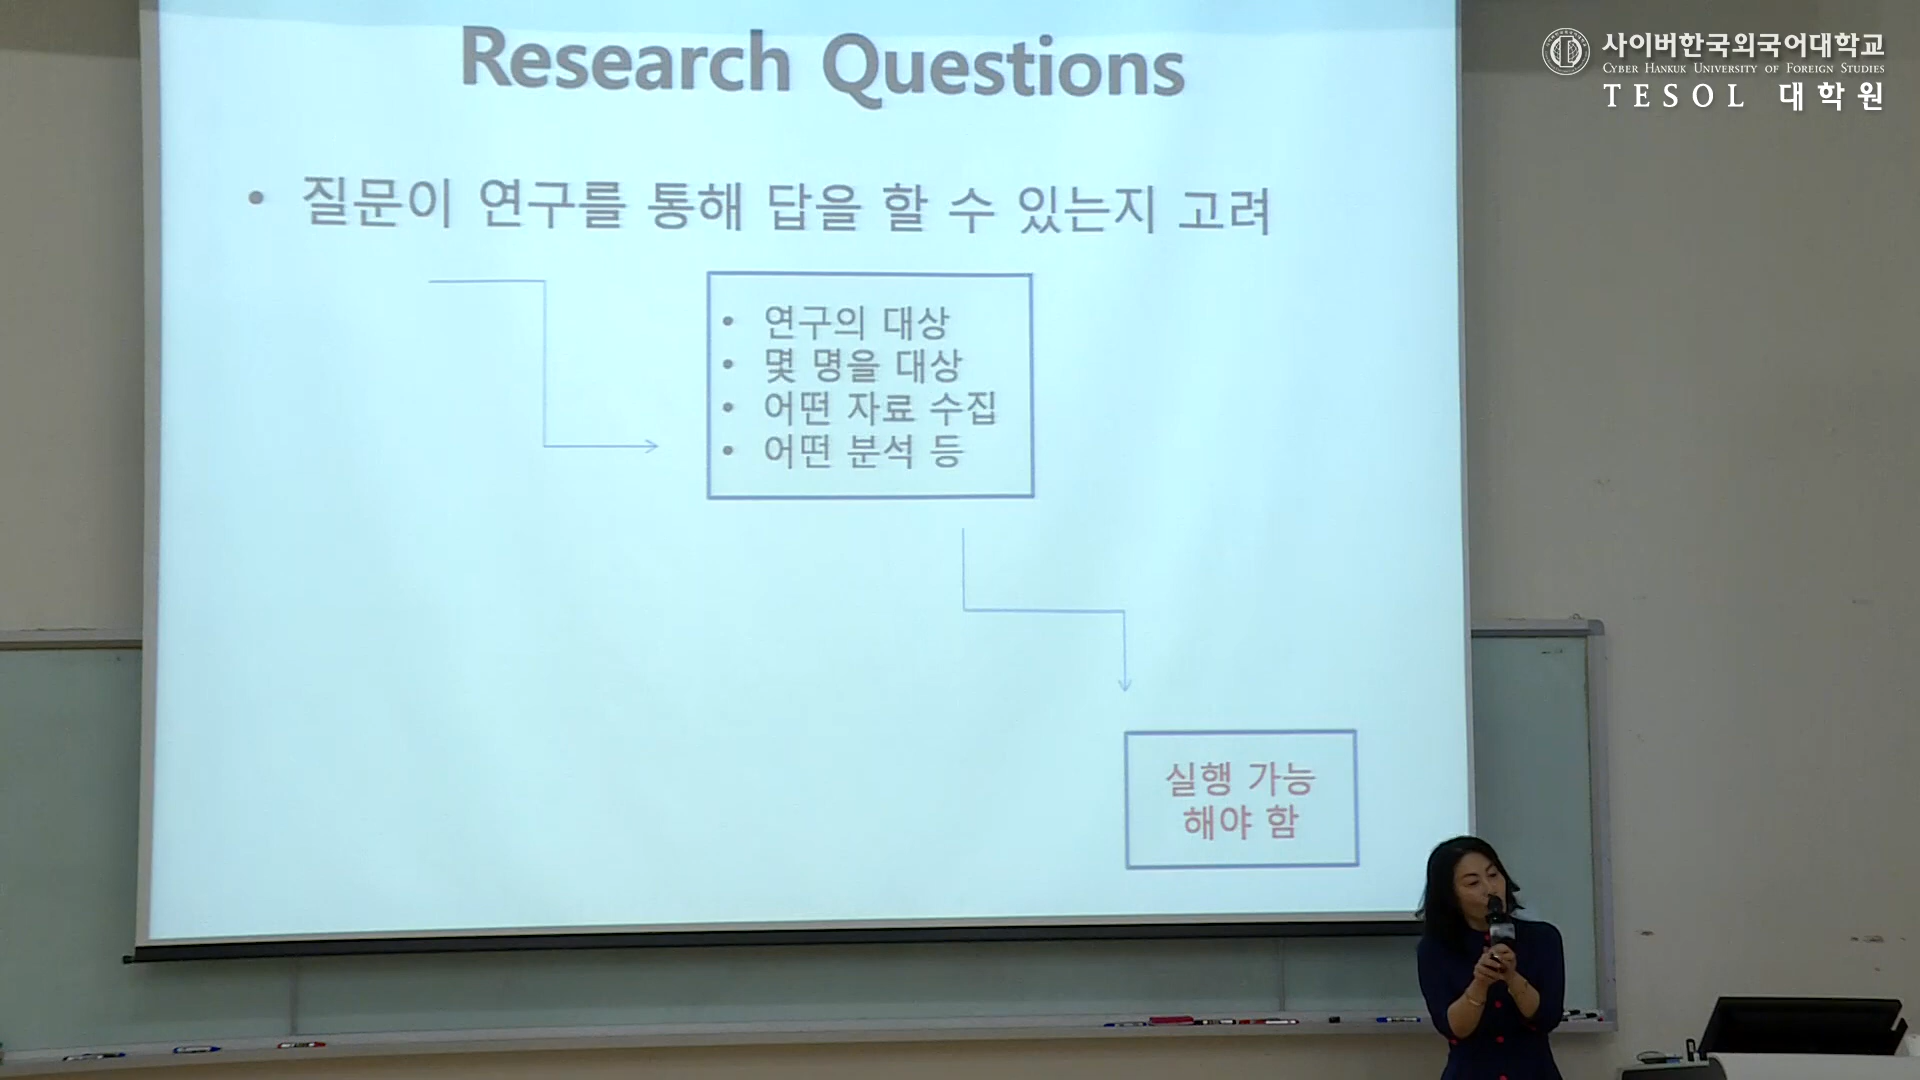 Research Questions
• 질문이 연구를 통해 답을 할 수 있는지 고려
• 연구의 대상
• 몇 명을 대상
• 어떤 자료 수집
• 어떤 분석 등
실행 가능
해야 함
사이버한국외국어대학교
CYBER HANKUK UNIVERSITY OF FOREIGN STUDIES
TESOL 대학원